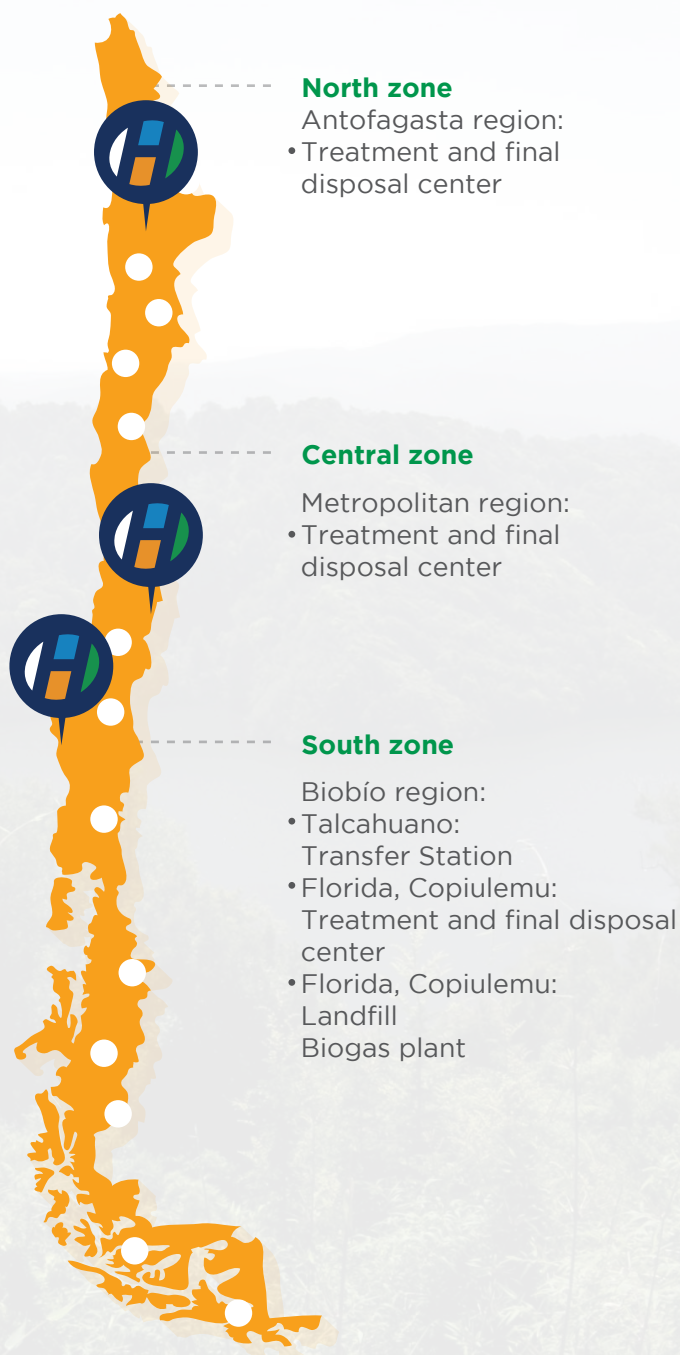 North zone
Antofagasta region:
• Treatment and final
disposal center
Central zone
Metropolitan region:
• Treatment and final
disposal center
South zone
Biobío region:
• Talcahuano:
Transfer Station
• Florida, Copiulemu:
Treatment and final disposal
center
• Florida, Copiulemu:
Landfill
Biogas plant